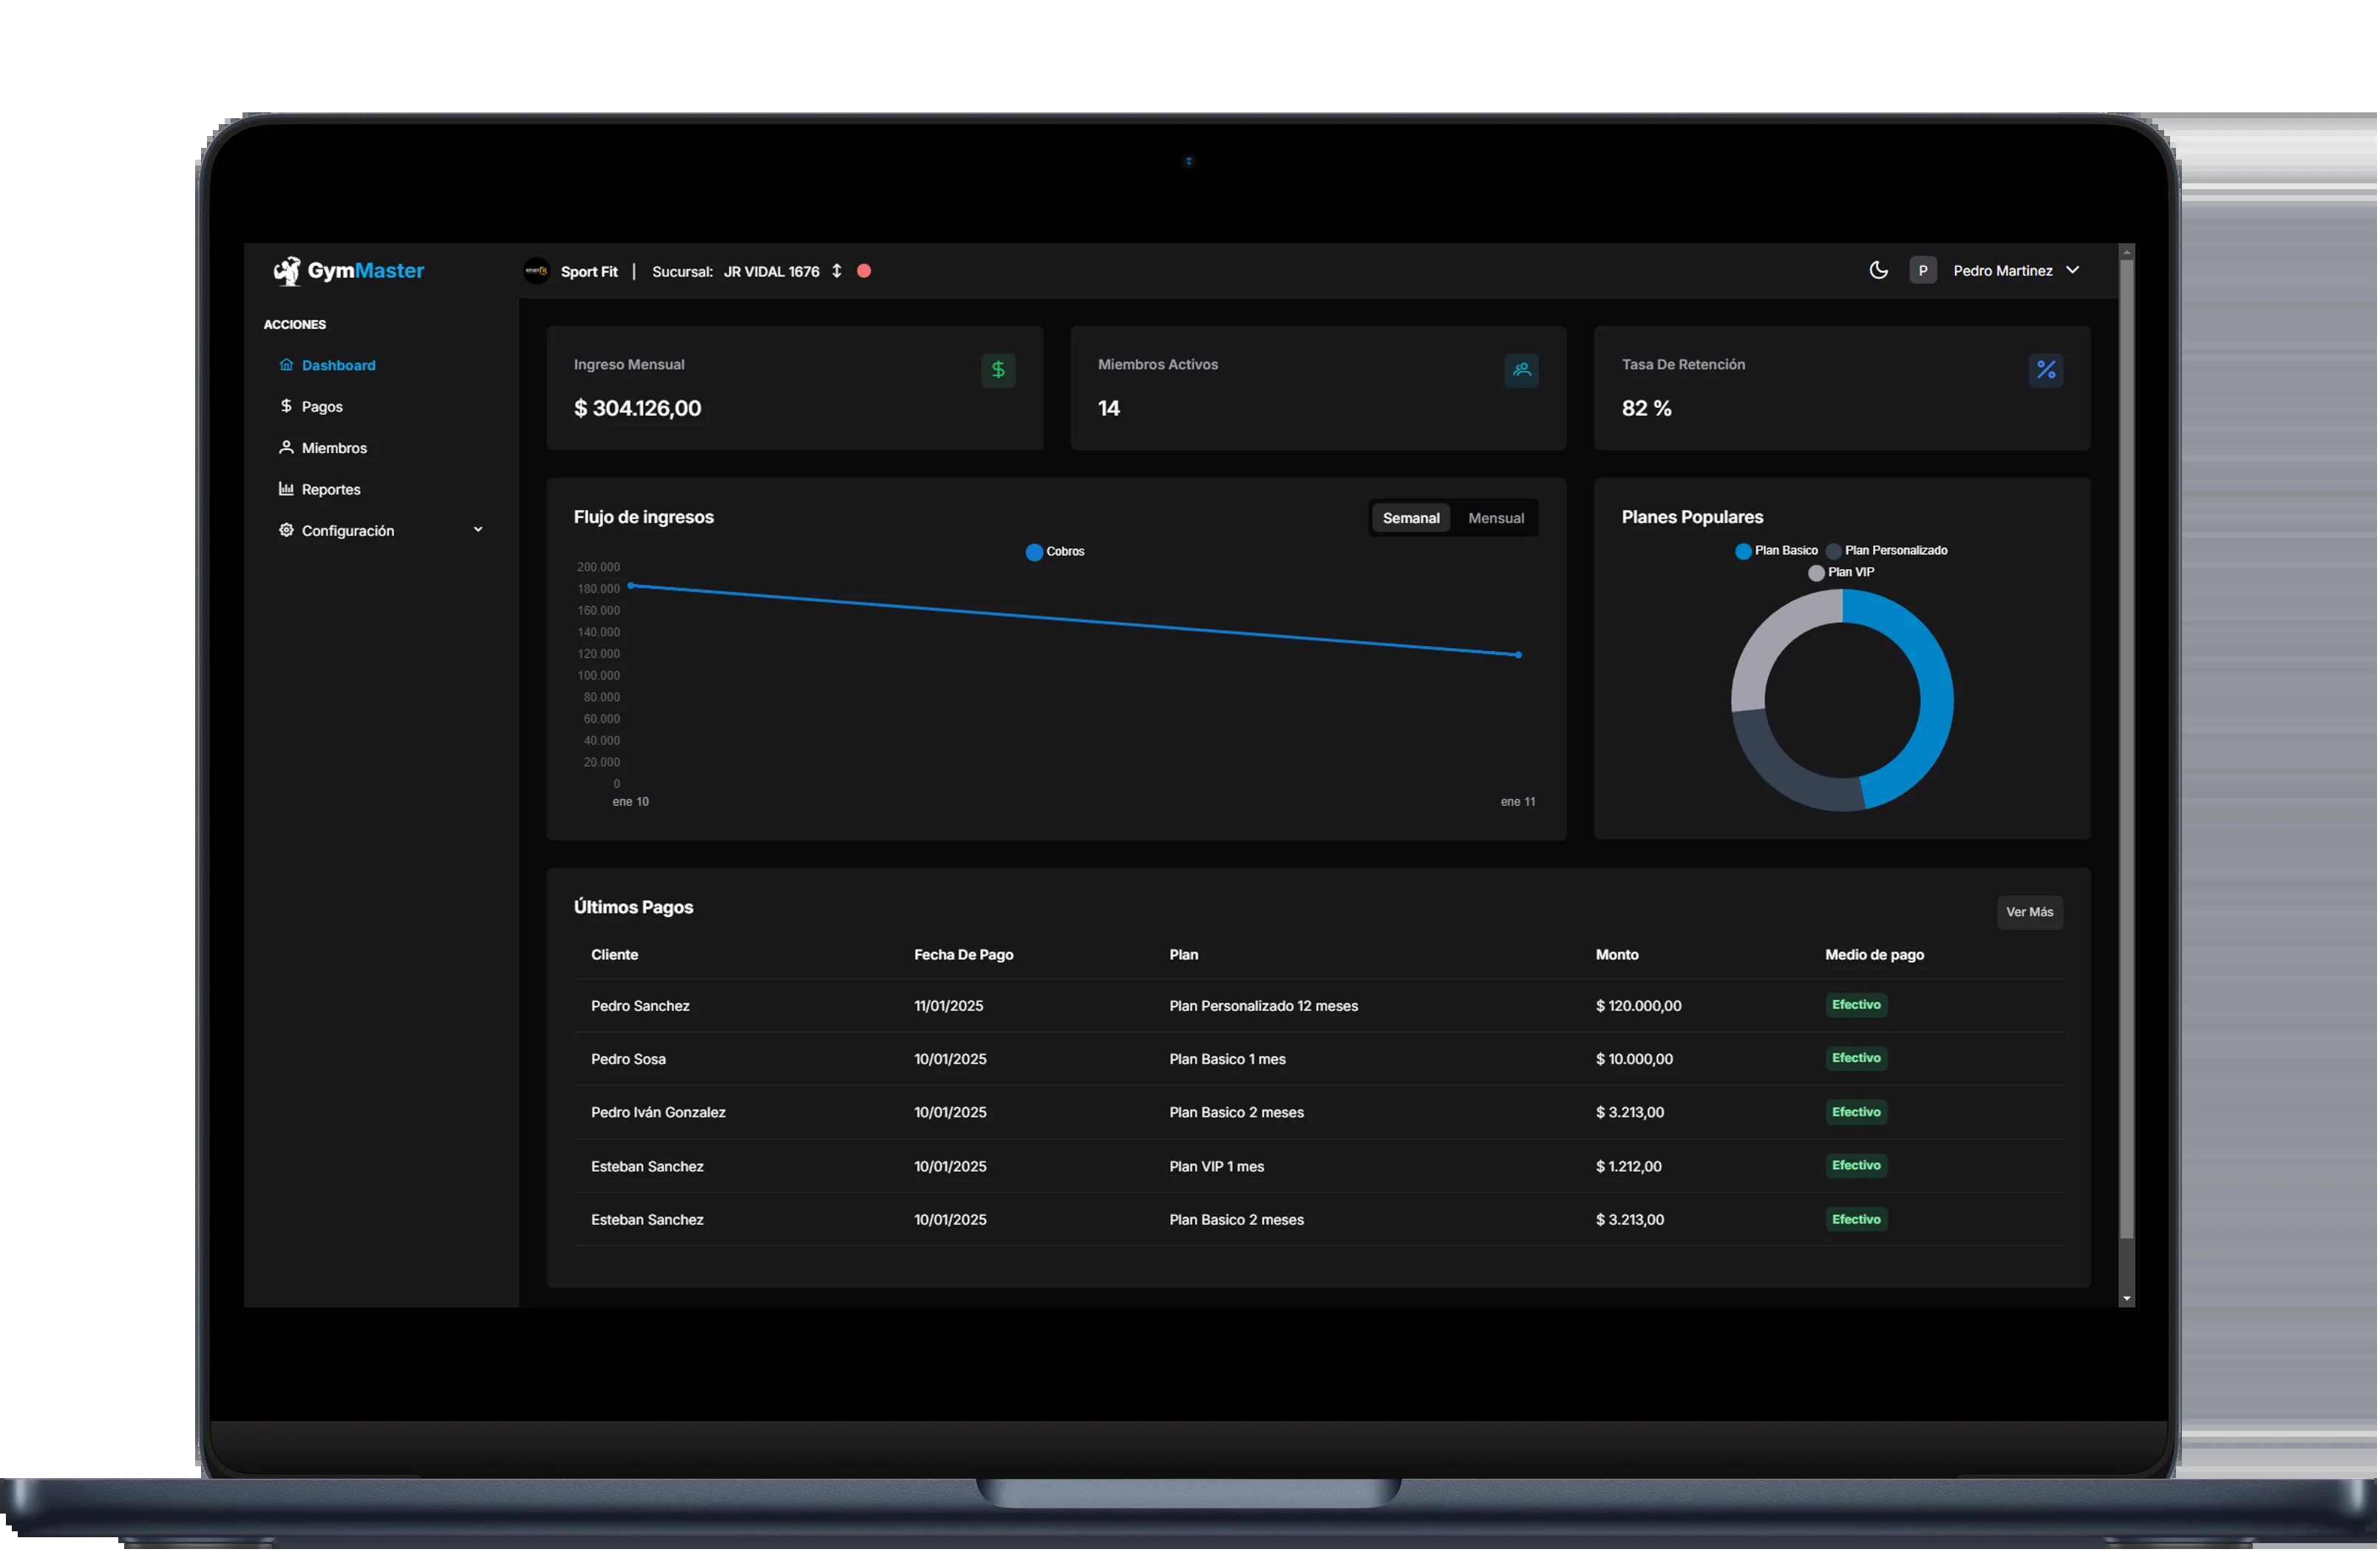 GymMaster
Sport Fit | Sucursal: JR VIDAL 1676
P Pedro Martinez
ACCIONES
Dashboard
Pagos
Miembros
Reportes
Configuración
Ingreso Mensual
$ 304.126,00
Miembros Activos
14
Tasa De Retención
82 %
Flujo de ingresos
Semanal Mensual
Cobros
200.000
180.000
160.000
140.000
120.000
100.000
80.000
60.000
40.000
20.000
0
ene 10 ene 11
Planes Populares
Plan Basico Plan Personalizado
Plan VIP
Últimos Pagos
Ver Más
Cliente Fecha De Pago Plan Monto Medio de pago
Pedro Sanchez 11/01/2025 Plan Personalizado 12 meses $ 120.000,00 Efectivo
Pedro Sosa 10/01/2025 Plan Basico 1 mes $ 10.000,00 Efectivo
Pedro Iván Gonzalez 10/01/2025 Plan Basico 2 meses $ 3.213,00 Efectivo
Esteban Sanchez 10/01/2025 Plan VIP 1 mes $ 1.212,00 Efectivo
Esteban Sanchez 10/01/2025 Plan Basico 2 meses $ 3.213,00 Efectivo